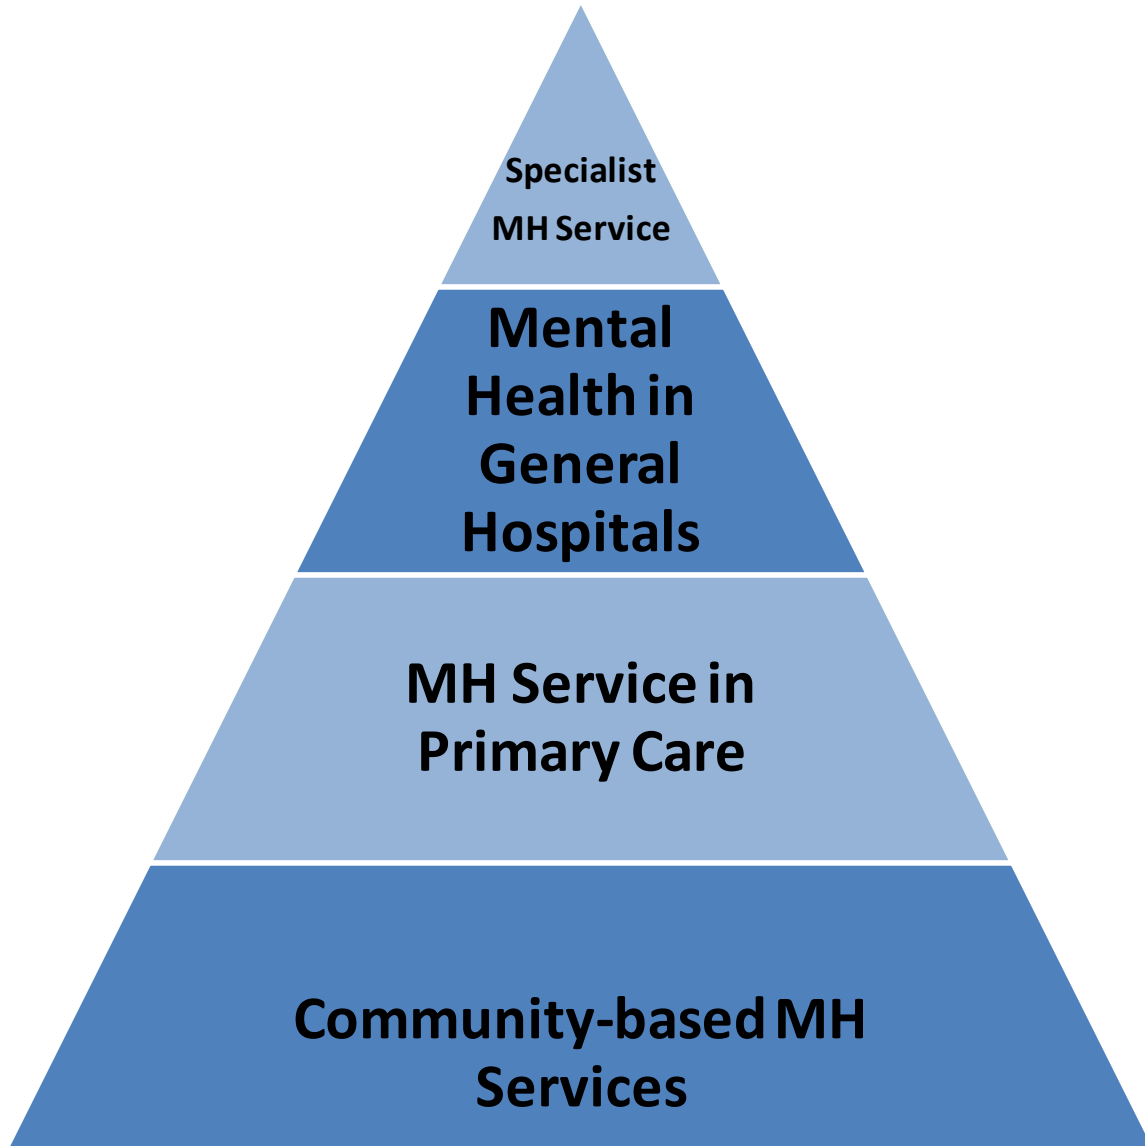 Specialist
MH Service
Mental
Health in
General
Hospitals
MH Service in
Primary Care
Community-based MH
Services